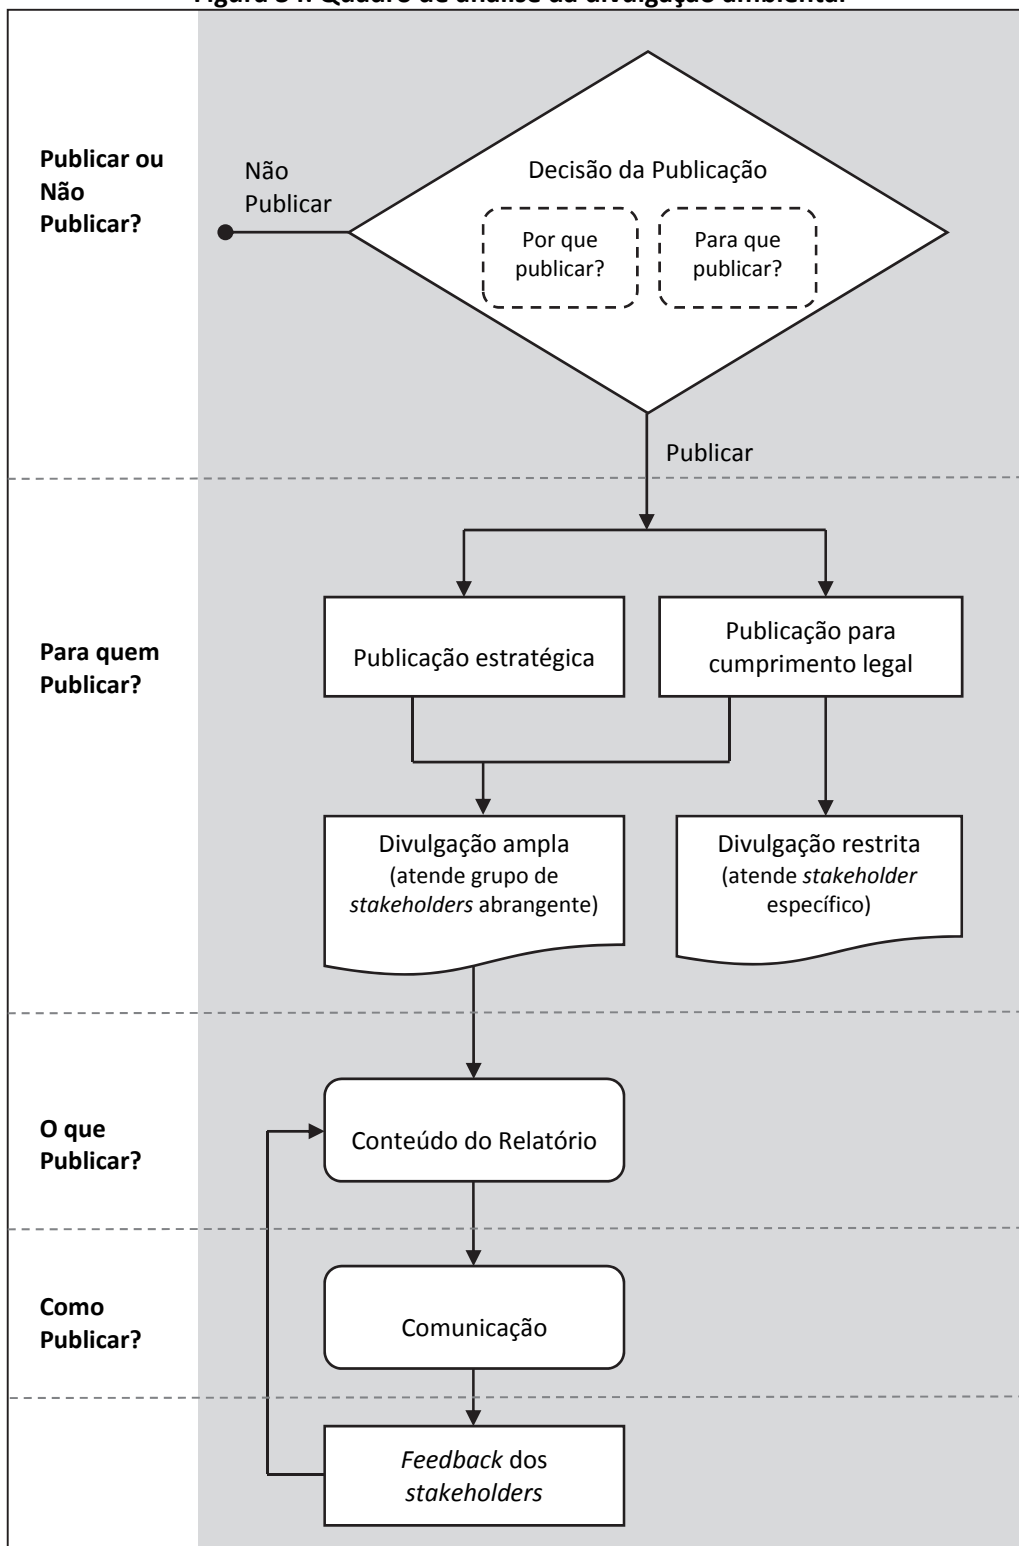 Quadro de análise da divulgação ambiental
Publicar ou
Não
Publicar?
Não
Publicar
Decisão da Publicação
Por que
publicar?
Para que
publicar?
Publicar
Para quem
Publicar?
Publicação estratégica
Publicação para
cumprimento legal
Divulgação ampla
(atende grupo de
stakeholders abrangente)
Divulgação restrita
(atende stakeholder
específico)
O que
Publicar?
Conteúdo do Relatório
Como
Publicar?
Comunicação
Feedback dos
stakeholders